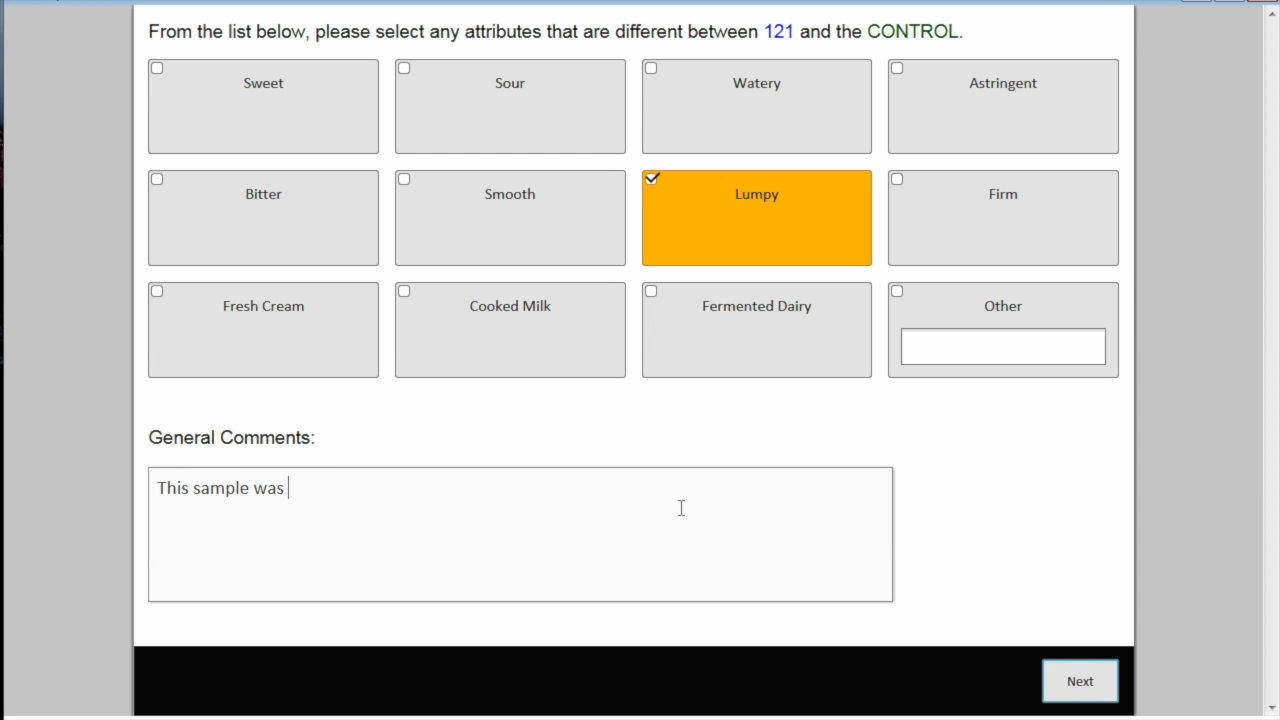 From the list below, please select any attributes that are different between 121 and the CONTROL.
Sweet
Sour
Watery
Astringent
Bitter
Smooth
Lumpy
Firm
Fresh Cream
Cooked Milk
Fermented Dairy
Other
General Comments:
This sample was
Next